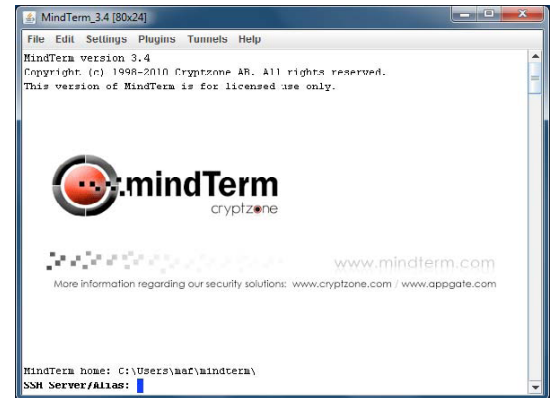 MindTerm_3.4 [80x24]
File Edit Settings Plugins Tunnels Help
MindTerm version 3.4
Copyright (c) 1998-2010 Cryptzone AB. All rights reserved.
This version of MindTerm is for licensed use only.
mindTerm
cryptzone
www.mindterm.com
More information regarding our security solutions: www.cryptzone.com / www.appgate.com
MindTerm home: C:\Users\maf\mindterm\
SSH Server/Alias: